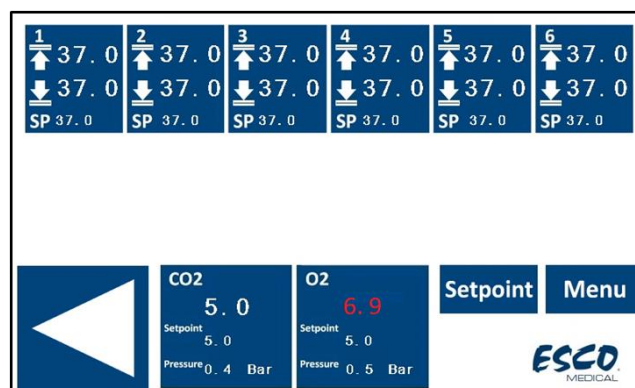 1 2 3 4 5 6
37.0 37.0 37.0 37.0 37.0 37.0
37.0 37.0 37.0 37.0 37.0 37.0
SP 37.0 SP 37.0 SP 37.0 SP 37.0 SP 37.0 SP 37.0
CO2
5.0
Setpoint
5.0
Pressure 0.4 Bar
O2
6.9
Setpoint
5.0
Pressure 0.5 Bar
Setpoint Menu
ESCO
MEDICAL